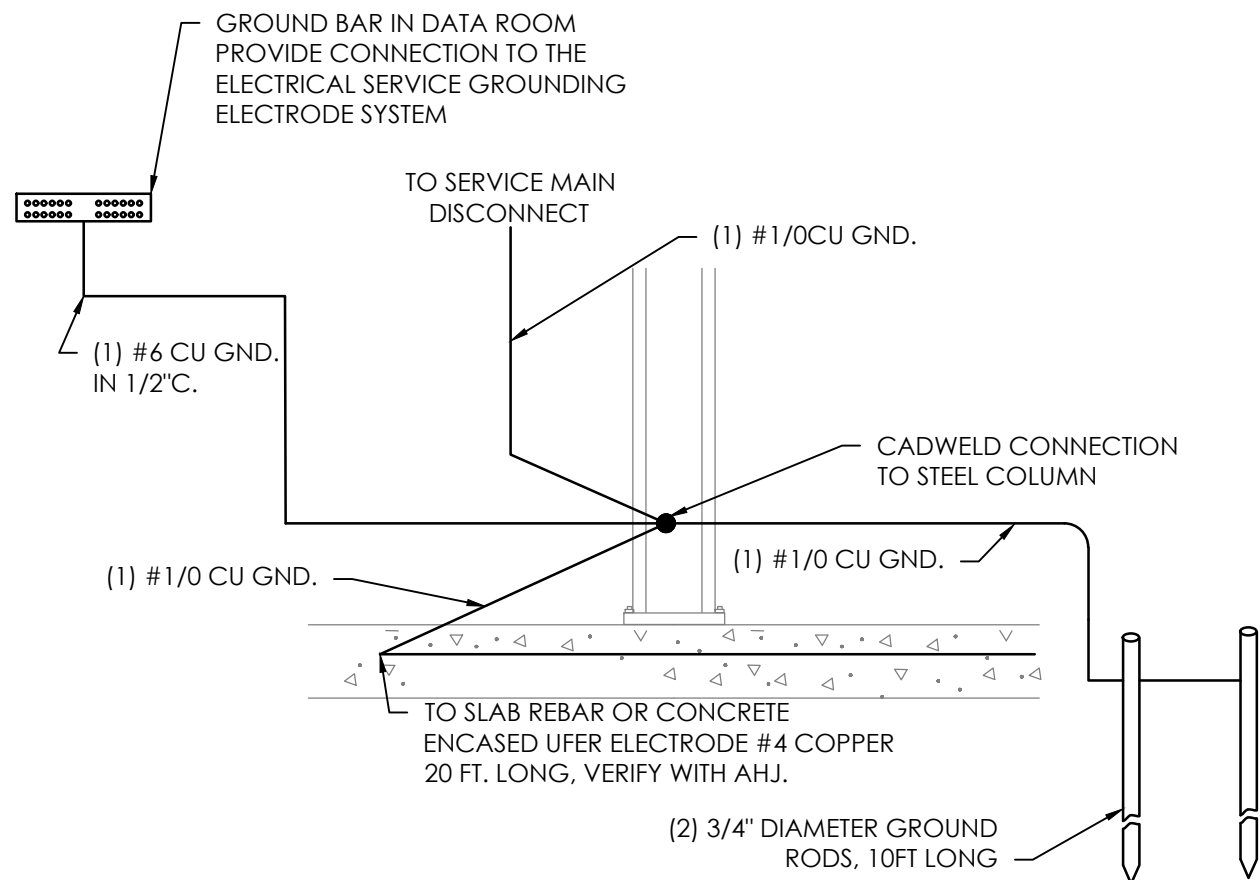 GROUND BAR IN DATA ROOM
PROVIDE CONNECTION TO THE
ELECTRICAL SERVICE GROUNDING
ELECTRODE SYSTEM
TO SERVICE MAIN
DISCONNECT
(1) #1/0CU GND.
(1) #6 CU GND.
IN 1/2"C.
CADWELD CONNECTION
TO STEEL COLUMN
(1) #1/0 CU GND.
(1) #1/0 CU GND.
TO SLAB REBAR OR CONCRETE
ENCASED UFER ELECTRODE #4 COPPER
20 FT. LONG, VERIFY WITH AHJ.
(2) 3/4" DIAMETER GROUND
RODS, 10FT LONG